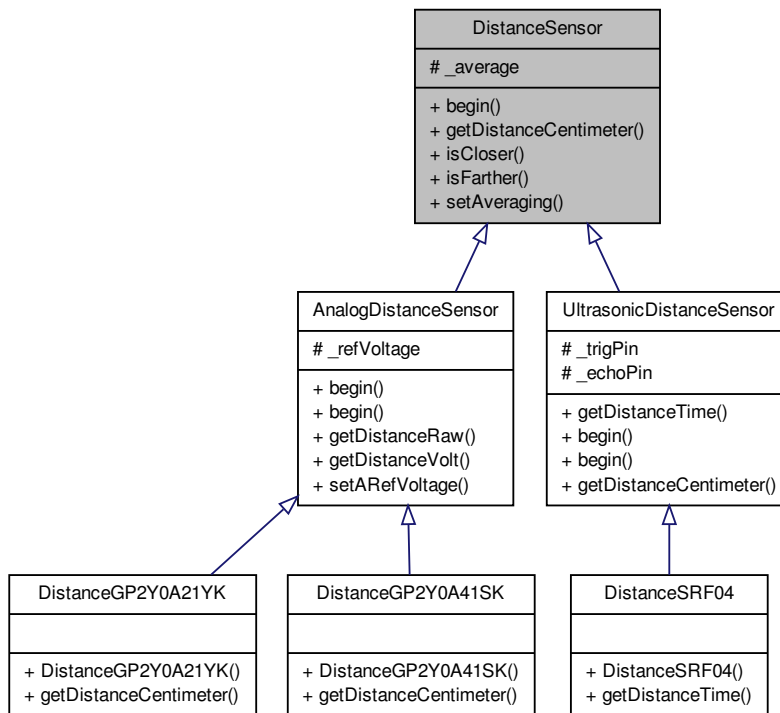 DistanceSensor
# _average
+ begin()
+ getDistanceCentimeter()
+ isCloser()
+ isFarther()
+ setAveraging()
AnalogDistanceSensor
# _refVoltage
+ begin()
+ begin()
+ getDistanceRaw()
+ getDistanceVolt()
+ setARefVoltage()
UltrasonicDistanceSensor
# _trigPin
# _echoPin
+ getDistanceTime()
+ begin()
+ begin()
+ getDistanceCentimeter()
DistanceGP2Y0A21YK
+ DistanceGP2Y0A21YK()
+ getDistanceCentimeter()
DistanceGP2Y0A41SK
+ DistanceGP2Y0A41SK()
+ getDistanceCentimeter()
DistanceSRF04
+ DistanceSRF04()
+ getDistanceTime()